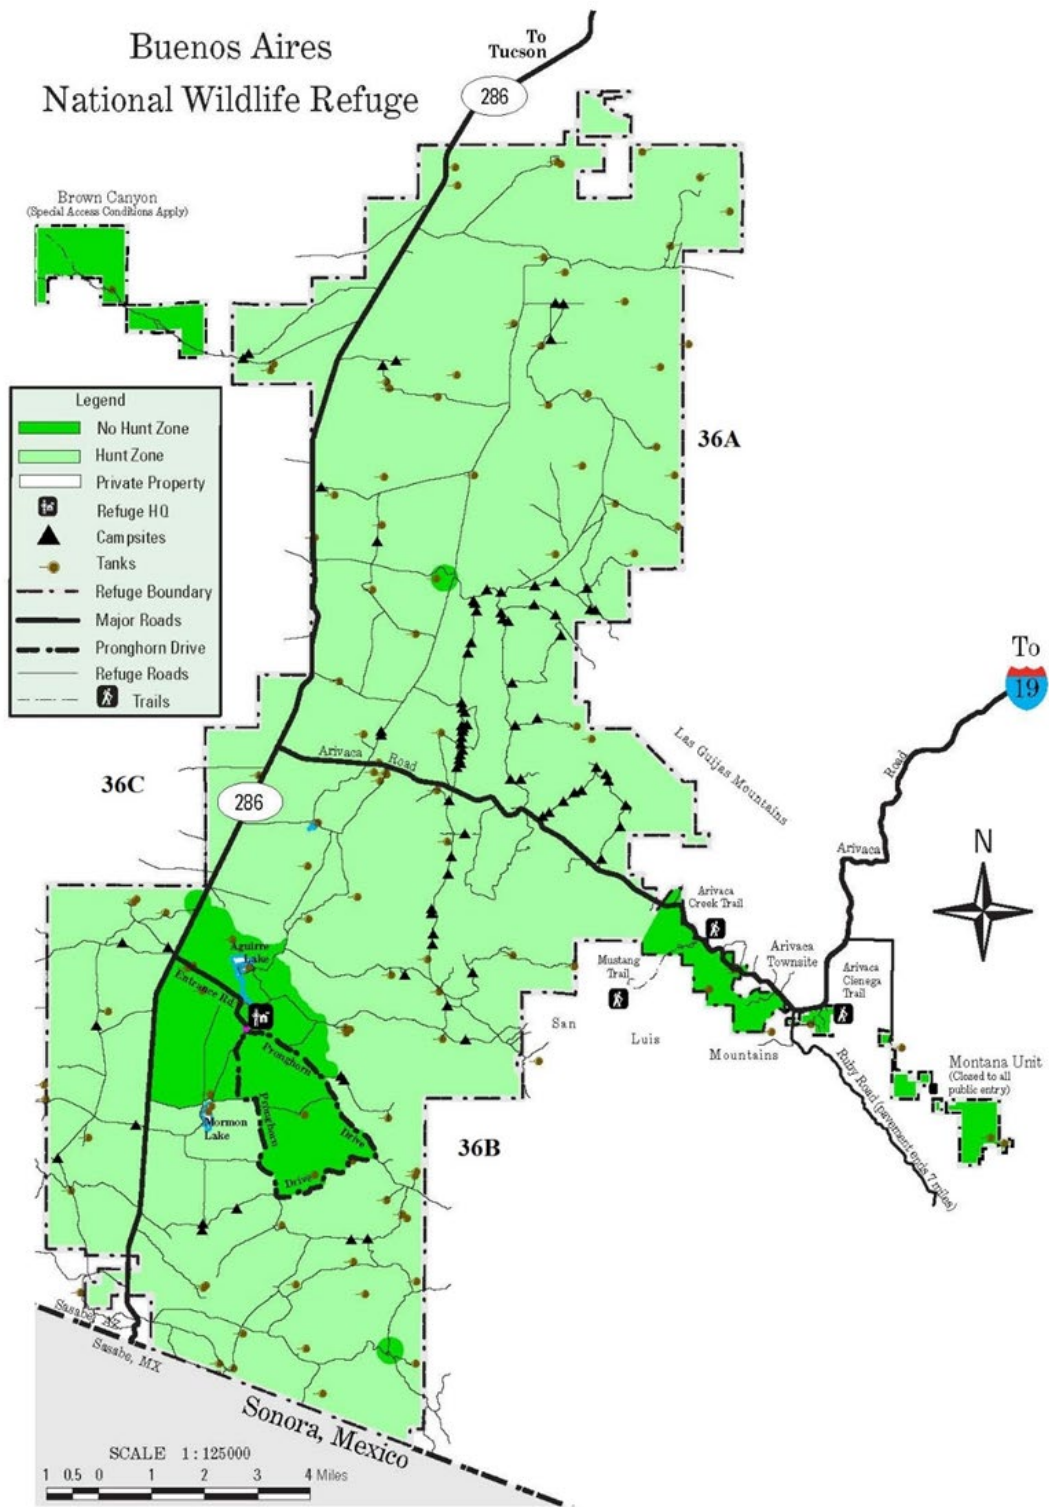 Buenos Aires
National Wildlife Refuge
To
Tucson
286
Brown Canyon
(Special Access Conditions Apply)
Legend
No Hunt Zone
Hunt Zone
Private Property
Refuge HQ
Campsites
Tanks
Refuge Boundary
Major Roads
Pronghorn Drive
Refuge Roads
Trails
36A
To
19
Las Guijas Mountains
Arivaca Road
36C
286
Road
Arivaca
N
Arivaca
Creek Trail
Aguirre
Lake
Mustang
Trail
Arivaca
Townsite
Arivaca
Cienega
Trail
Entrance Rd.
San
Luis
Mountains
Pronghorn
Montana Unit
(Closed to all
public entry)
Ruby Road (pavement ends 7 miles)
Mormon
Lake
Pronghorn
Drive
36B
Drive
Sasabe, AZ
Sasabe, MX
Sonora, Mexico
SCALE 1:125000
1 0.5 0 1 2 3 4 Miles